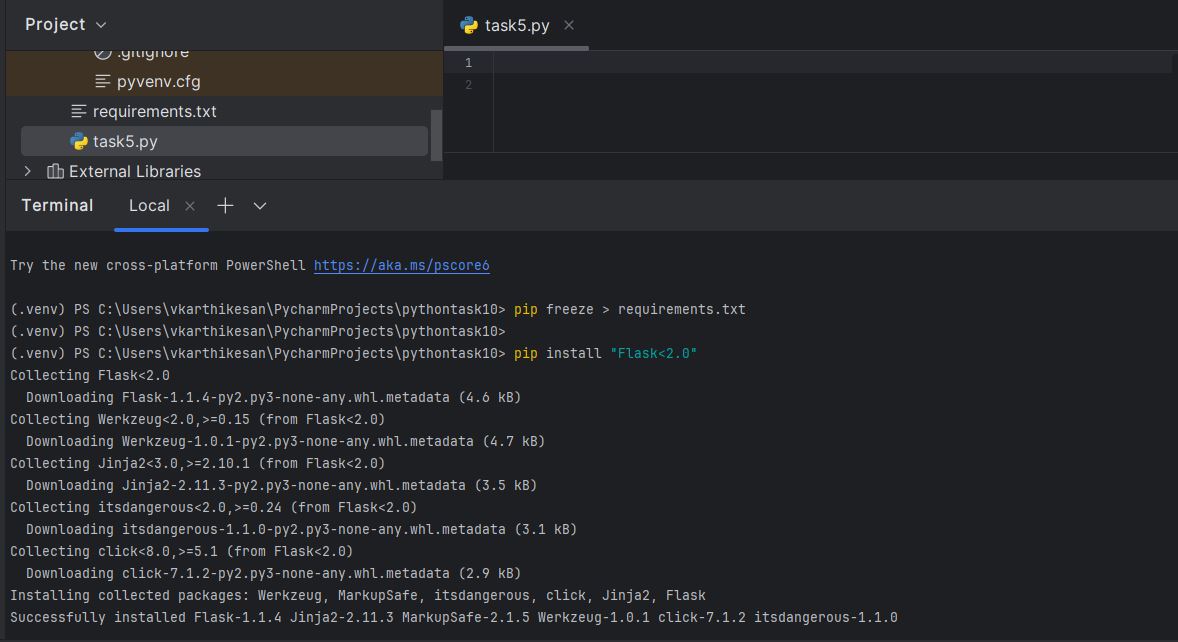 Project
task5.py
.gitignore
pyvenv.cfg
requirements.txt
task5.py
External Libraries
1
2
Terminal
Local
Try the new cross-platform PowerShell https://aka.ms/pscore6
(.venv) PS C:\Users\vkarthikesan\PycharmProjects\pythontask10> pip freeze > requirements.txt
(.venv) PS C:\Users\vkarthikesan\PycharmProjects\pythontask10>
(.venv) PS C:\Users\vkarthikesan\PycharmProjects\pythontask10> pip install "Flask<2.0"
Collecting Flask<2.0
  Downloading Flask-1.1.4-py2.py3-none-any.whl.metadata (4.6 kB)
Collecting Werkzeug<2.0,>=0.15 (from Flask<2.0)
  Downloading Werkzeug-1.0.1-py2.py3-none-any.whl.metadata (4.7 kB)
Collecting Jinja2<3.0,>=2.10.1 (from Flask<2.0)
  Downloading Jinja2-2.11.3-py2.py3-none-any.whl.metadata (3.5 kB)
Collecting itsdangerous<2.0,>=0.24 (from Flask<2.0)
  Downloading itsdangerous-1.1.0-py2.py3-none-any.whl.metadata (3.1 kB)
Collecting click<8.0,>=5.1 (from Flask<2.0)
  Downloading click-7.1.2-py2.py3-none-any.whl.metadata (2.9 kB)
Installing collected packages: Werkzeug, MarkupSafe, itsdangerous, click, Jinja2, Flask
Successfully installed Flask-1.1.4 Jinja2-2.11.3 MarkupSafe-2.1.5 Werkzeug-1.0.1 click-7.1.2 itsdangerous-1.1.0